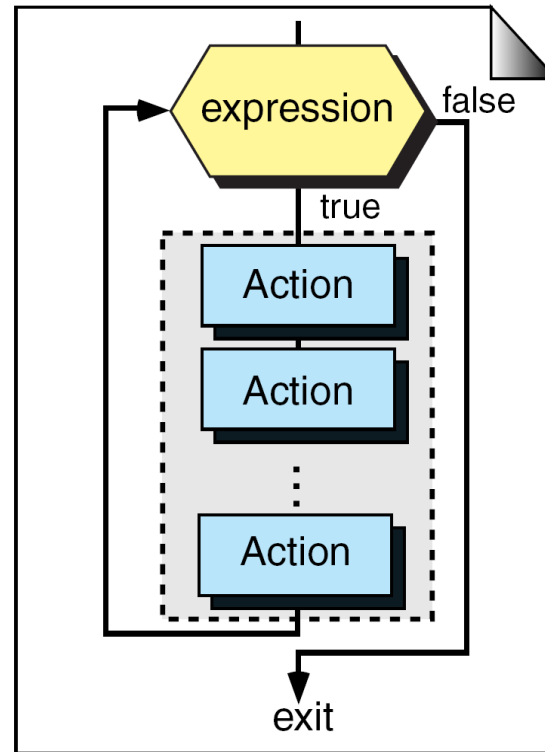 expression
false
true
Action
Action
Action
exit